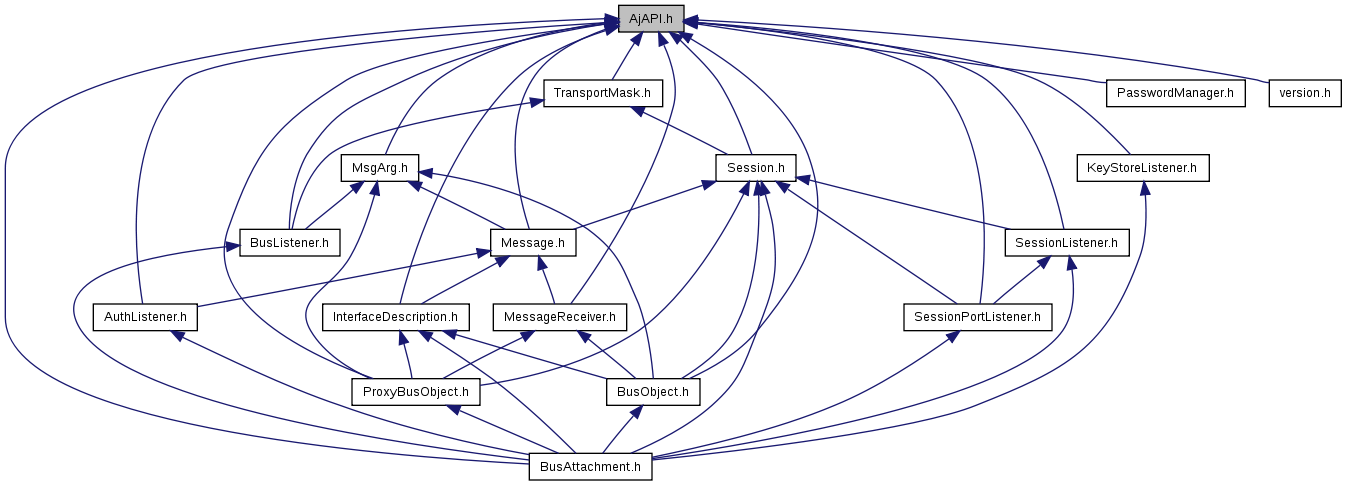 AjAPI.h
TransportMask.h
PasswordManager.h
version.h
MsgArg.h
Session.h
KeyStoreListener.h
BusListener.h
Message.h
SessionListener.h
AuthListener.h
InterfaceDescription.h
MessageReceiver.h
SessionPortListener.h
ProxyBusObject.h
BusObject.h
BusAttachment.h